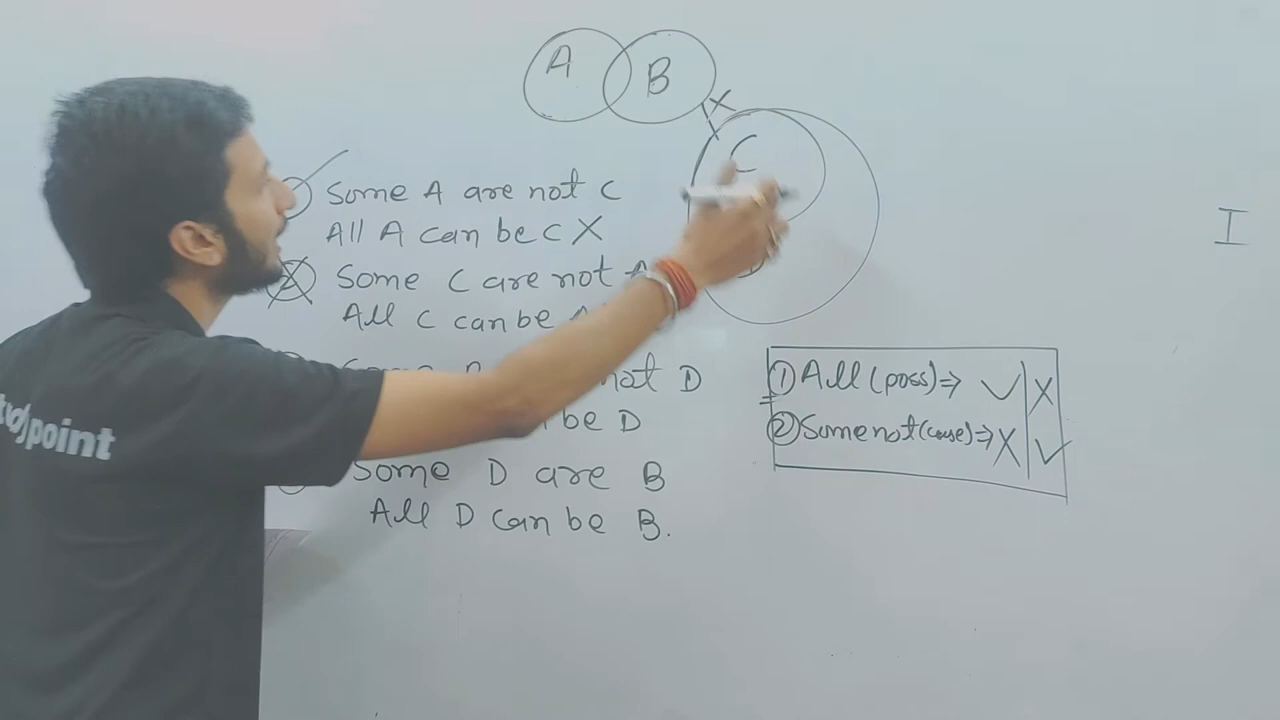 A B
X
C
Some A are not C
All A can be C X
Some C are not A
All C can be
not D
be D
Some D are B
All D can be B.
① All (poss) ⇒ ✓ | X
② Some not (case) ⇒ X | ✓
I
point